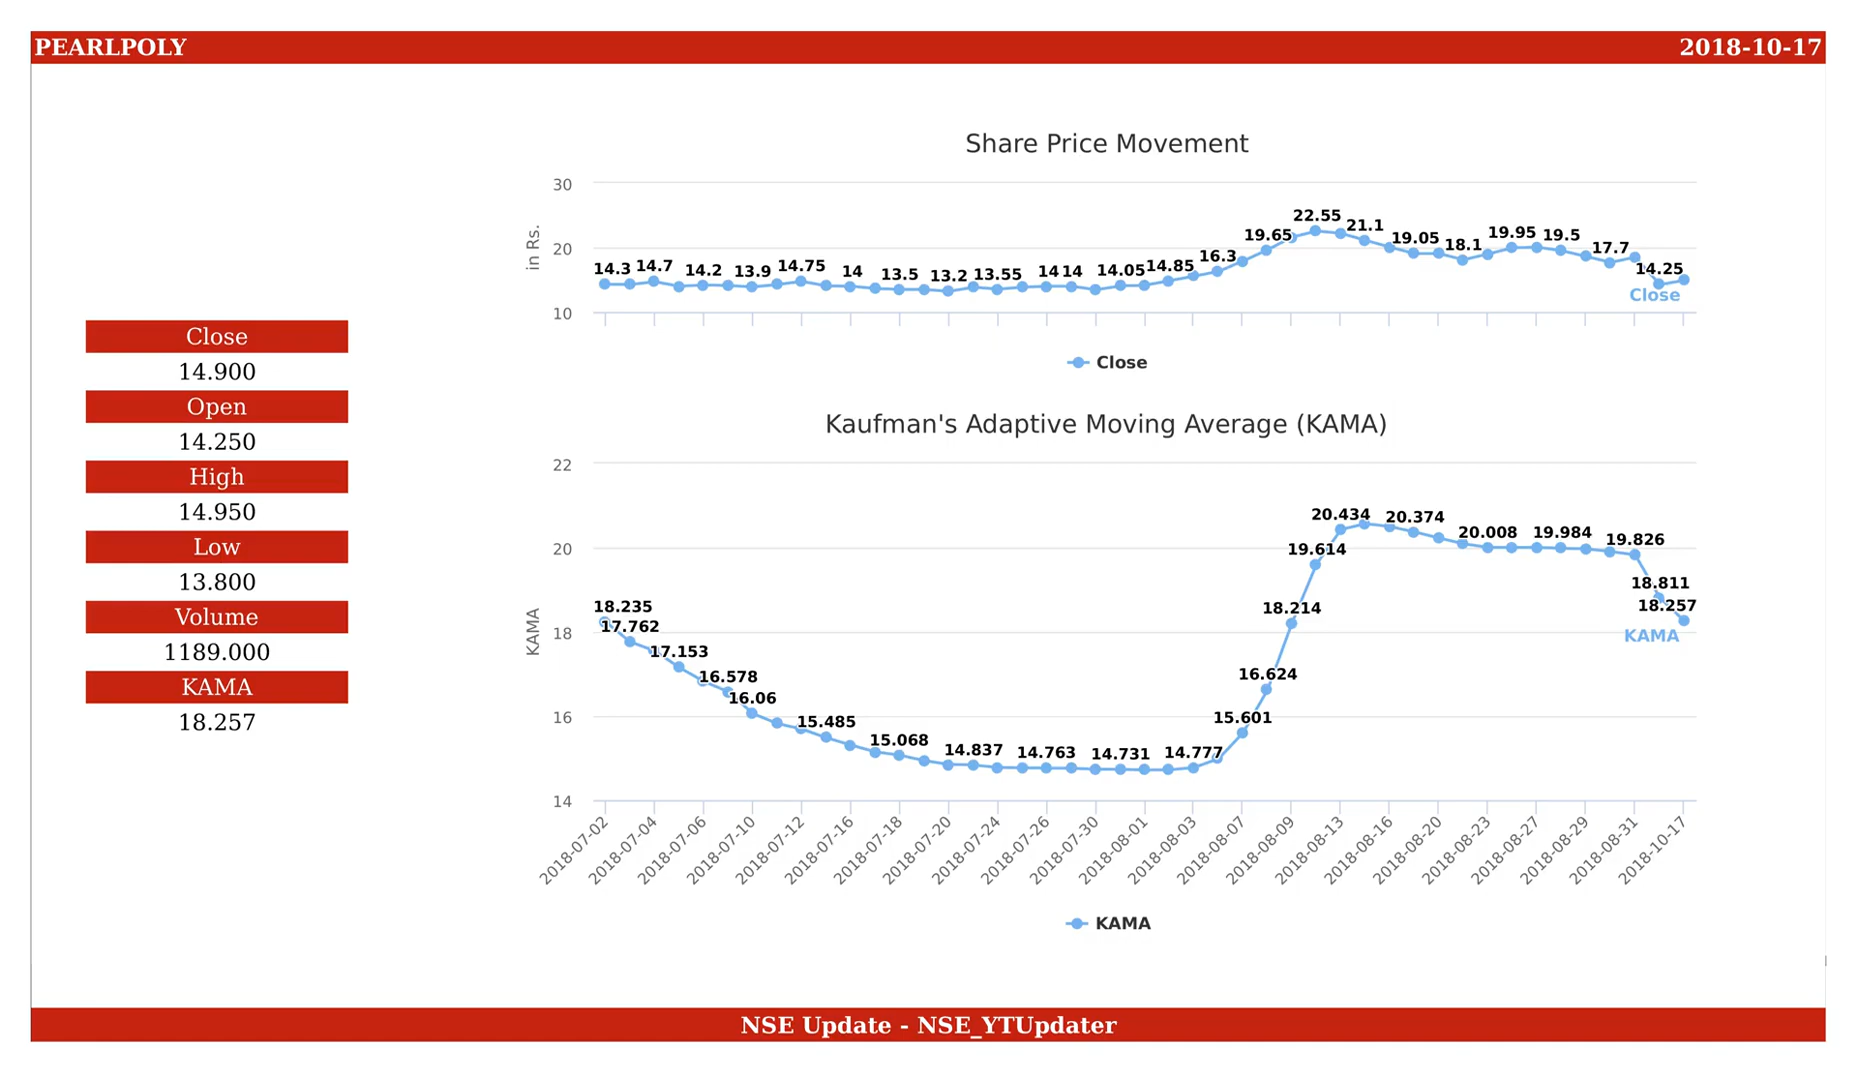 PEARLPOLY 2018-10-17
Close
14.900
Open
14.250
High
14.950
Low
13.800
Volume
1189.000
KAMA
18.257
Share Price Movement
in Rs.
30
20
10
14.3 14.7 14.2 13.9 14.75 14 13.5 13.2 13.55 14 14 14.05 14.85 16.3 19.65 22.55 21.1 19.05 18.1 19.95 19.5 17.7 14.25
Close
Close
Kaufman's Adaptive Moving Average (KAMA)
KAMA
22
20
18
16
14
18.235 17.762 17.153 16.578 16.06 15.485 15.068 14.837 14.763 14.731 14.777 15.601 16.624 18.214 19.614 20.434 20.374 20.008 19.984 19.826 18.811 18.257
KAMA
2018-07-02 2018-07-04 2018-07-06 2018-07-10 2018-07-12 2018-07-16 2018-07-18 2018-07-20 2018-07-24 2018-07-26 2018-07-30 2018-08-01 2018-08-03 2018-08-07 2018-08-09 2018-08-13 2018-08-16 2018-08-20 2018-08-23 2018-08-27 2018-08-29 2018-08-31 2018-10-17
KAMA
NSE Update - NSE_YTUpdater